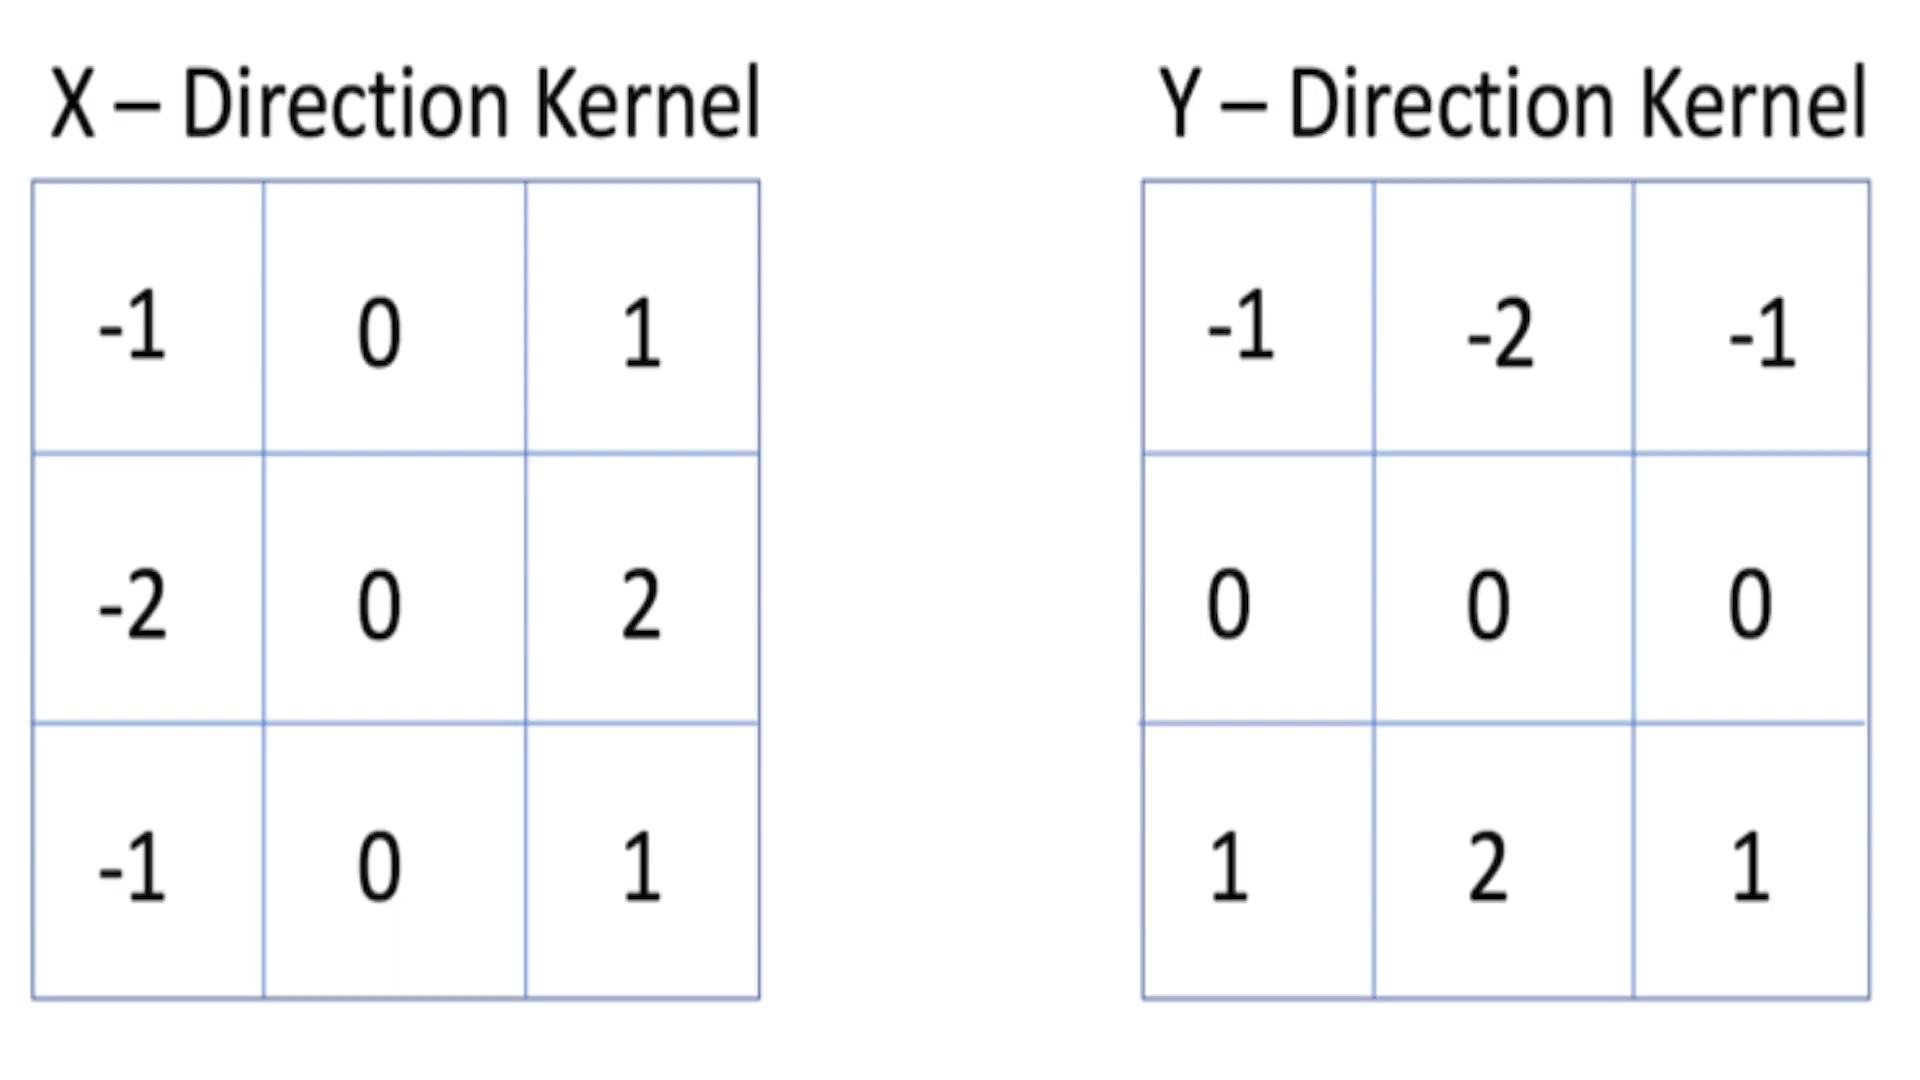 X – Direction Kernel
-1 0 1
-2 0 2
-1 0 1
Y – Direction Kernel
-1 -2 -1
0 0 0
1 2 1